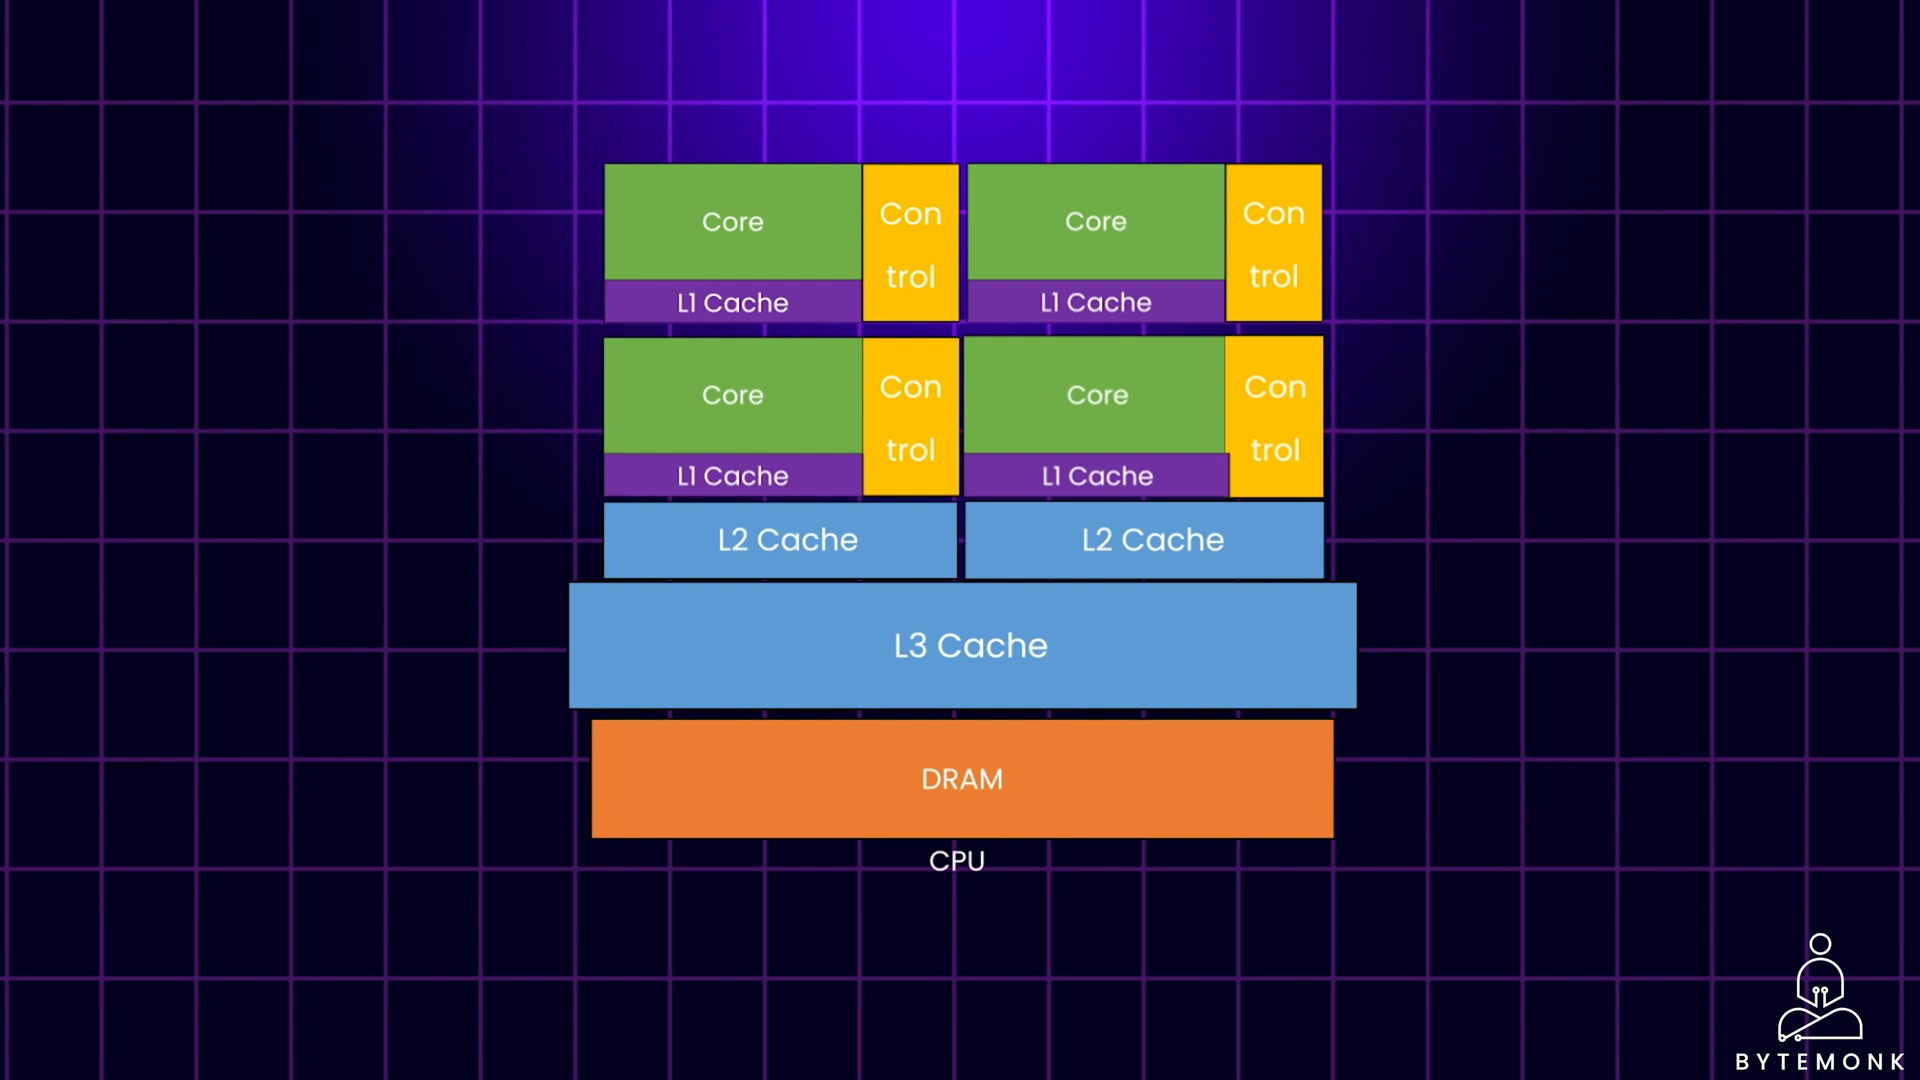 Core
Con
trol
L1 Cache
Core
Con
trol
L1 Cache
Core
Con
trol
L1 Cache
Core
Con
trol
L1 Cache
L2 Cache
L2 Cache
L3 Cache
DRAM
CPU
BYTEMONK